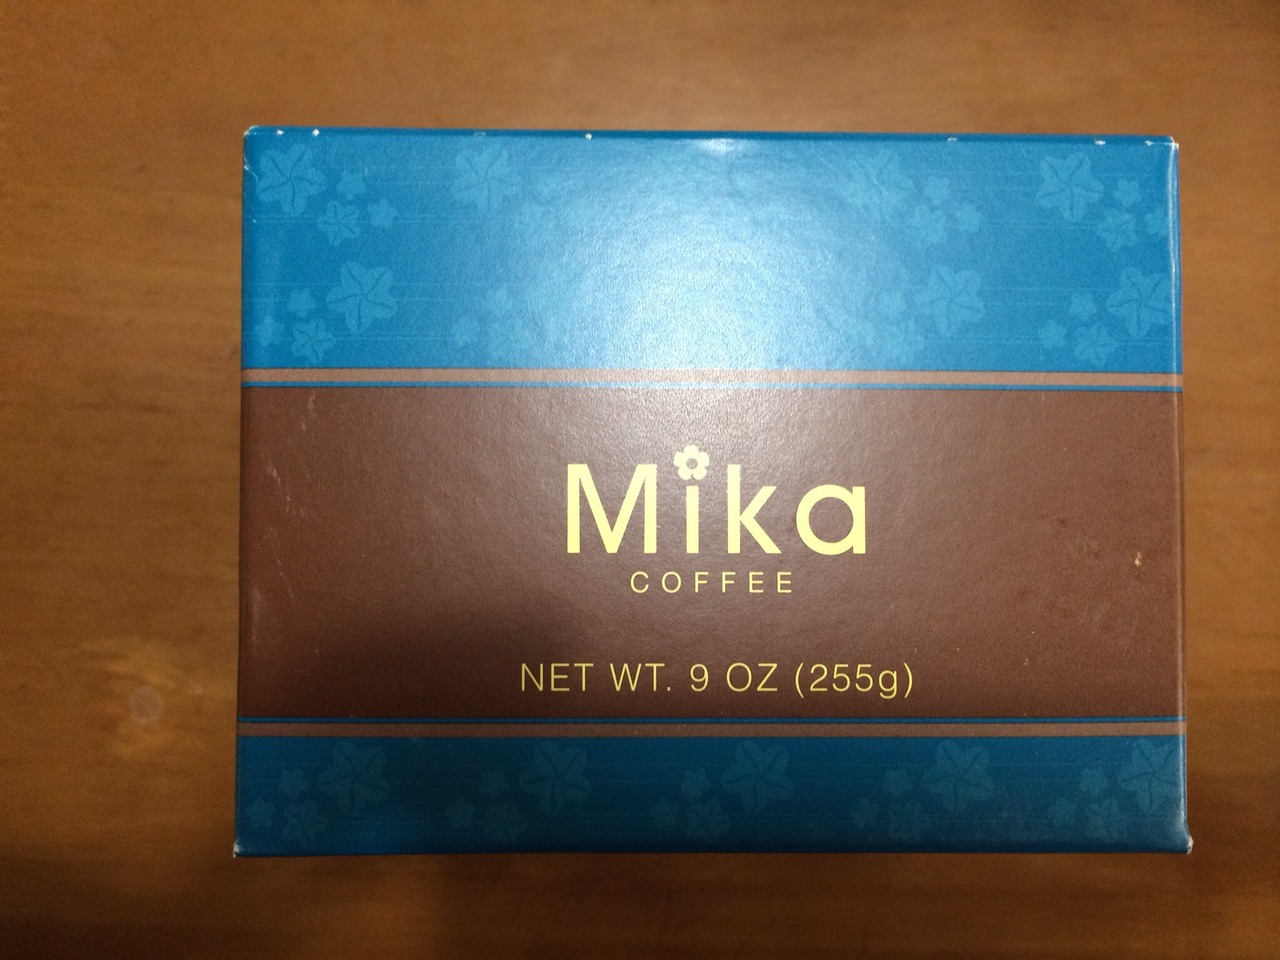 Mika
COFFEE
NET WT. 9 OZ (255g)